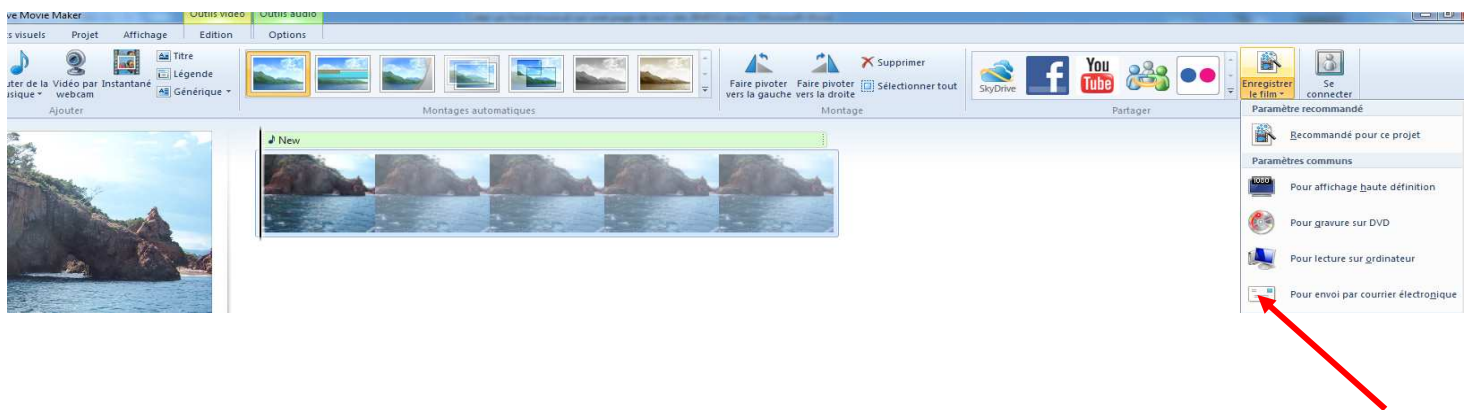 ve Movie Maker
Outils vidéo
Outils audio
ts visuels
Projet
Affichage
Edition
Options
uter de la
usique
Vidéo par
webcam
Instantané
Titre
Légende
Générique
Ajouter
Montages automatiques
Faire pivoter
vers la gauche
Faire pivoter
vers la droite
Supprimer
Sélectionner tout
Montage
SkyDrive
f
You
Tube
Partager
Enregistrer
le film
Se
connecter
Paramètre recommandé
Recommandé pour ce projet
Paramètres communs
1080
Pour affichage haute définition
Pour gravure sur DVD
Pour lecture sur ordinateur
Pour envoi par courrier électronique
New